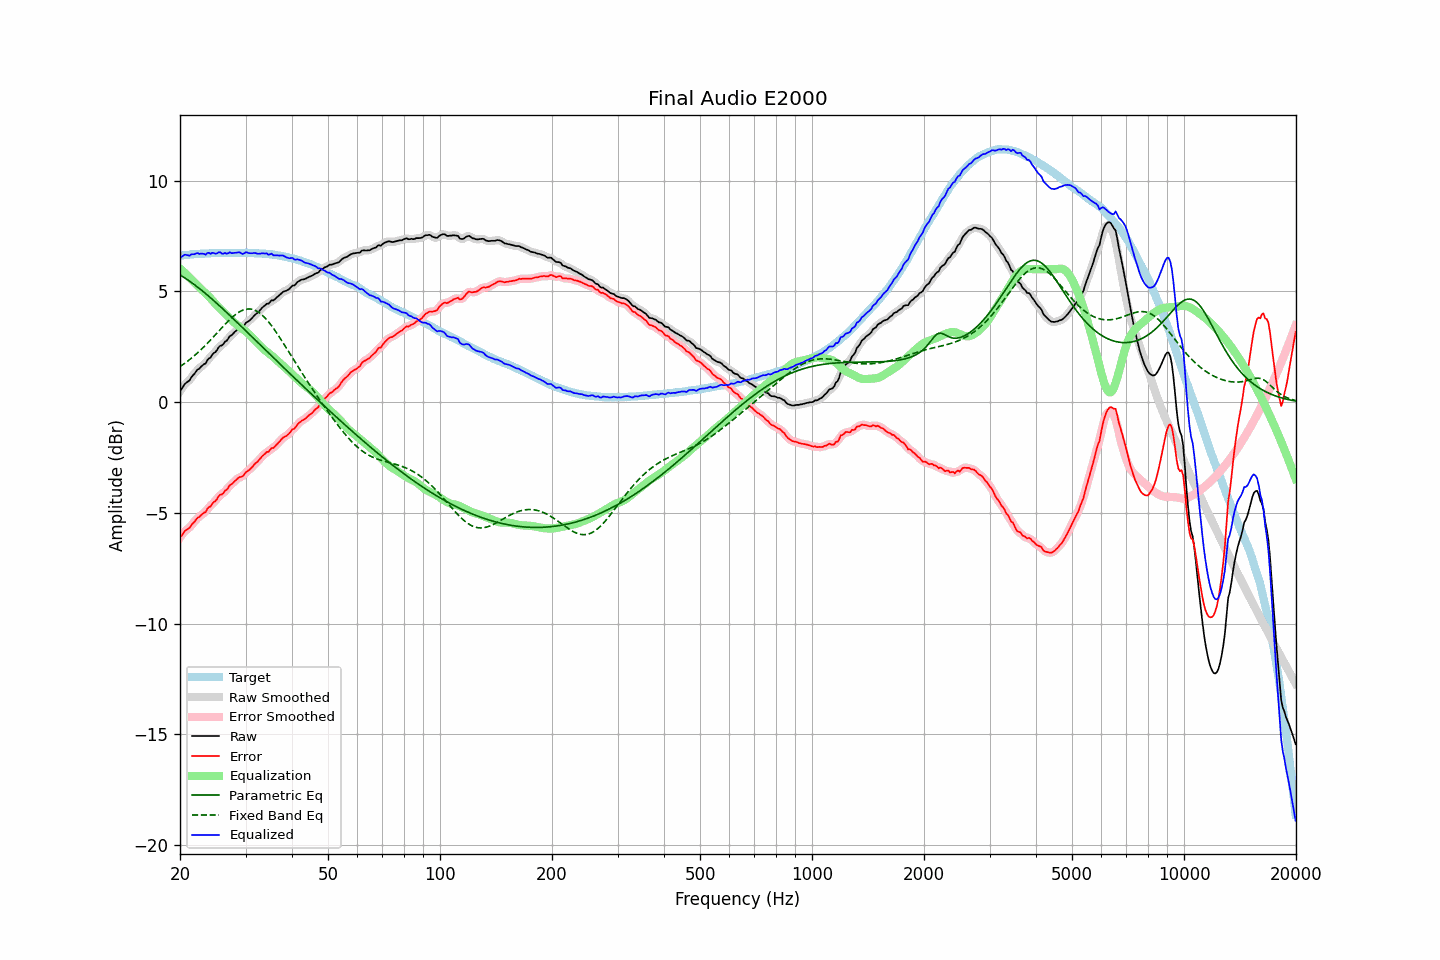 Final Audio E2000
Amplitude (dBr)
10
5
0
−5
−10
−15
−20
Target
Raw Smoothed
Error Smoothed
Raw
Error
Equalization
Parametric Eq
Fixed Band Eq
Equalized
20 50 100 200 500 1000 2000 5000 10000 20000
Frequency (Hz)